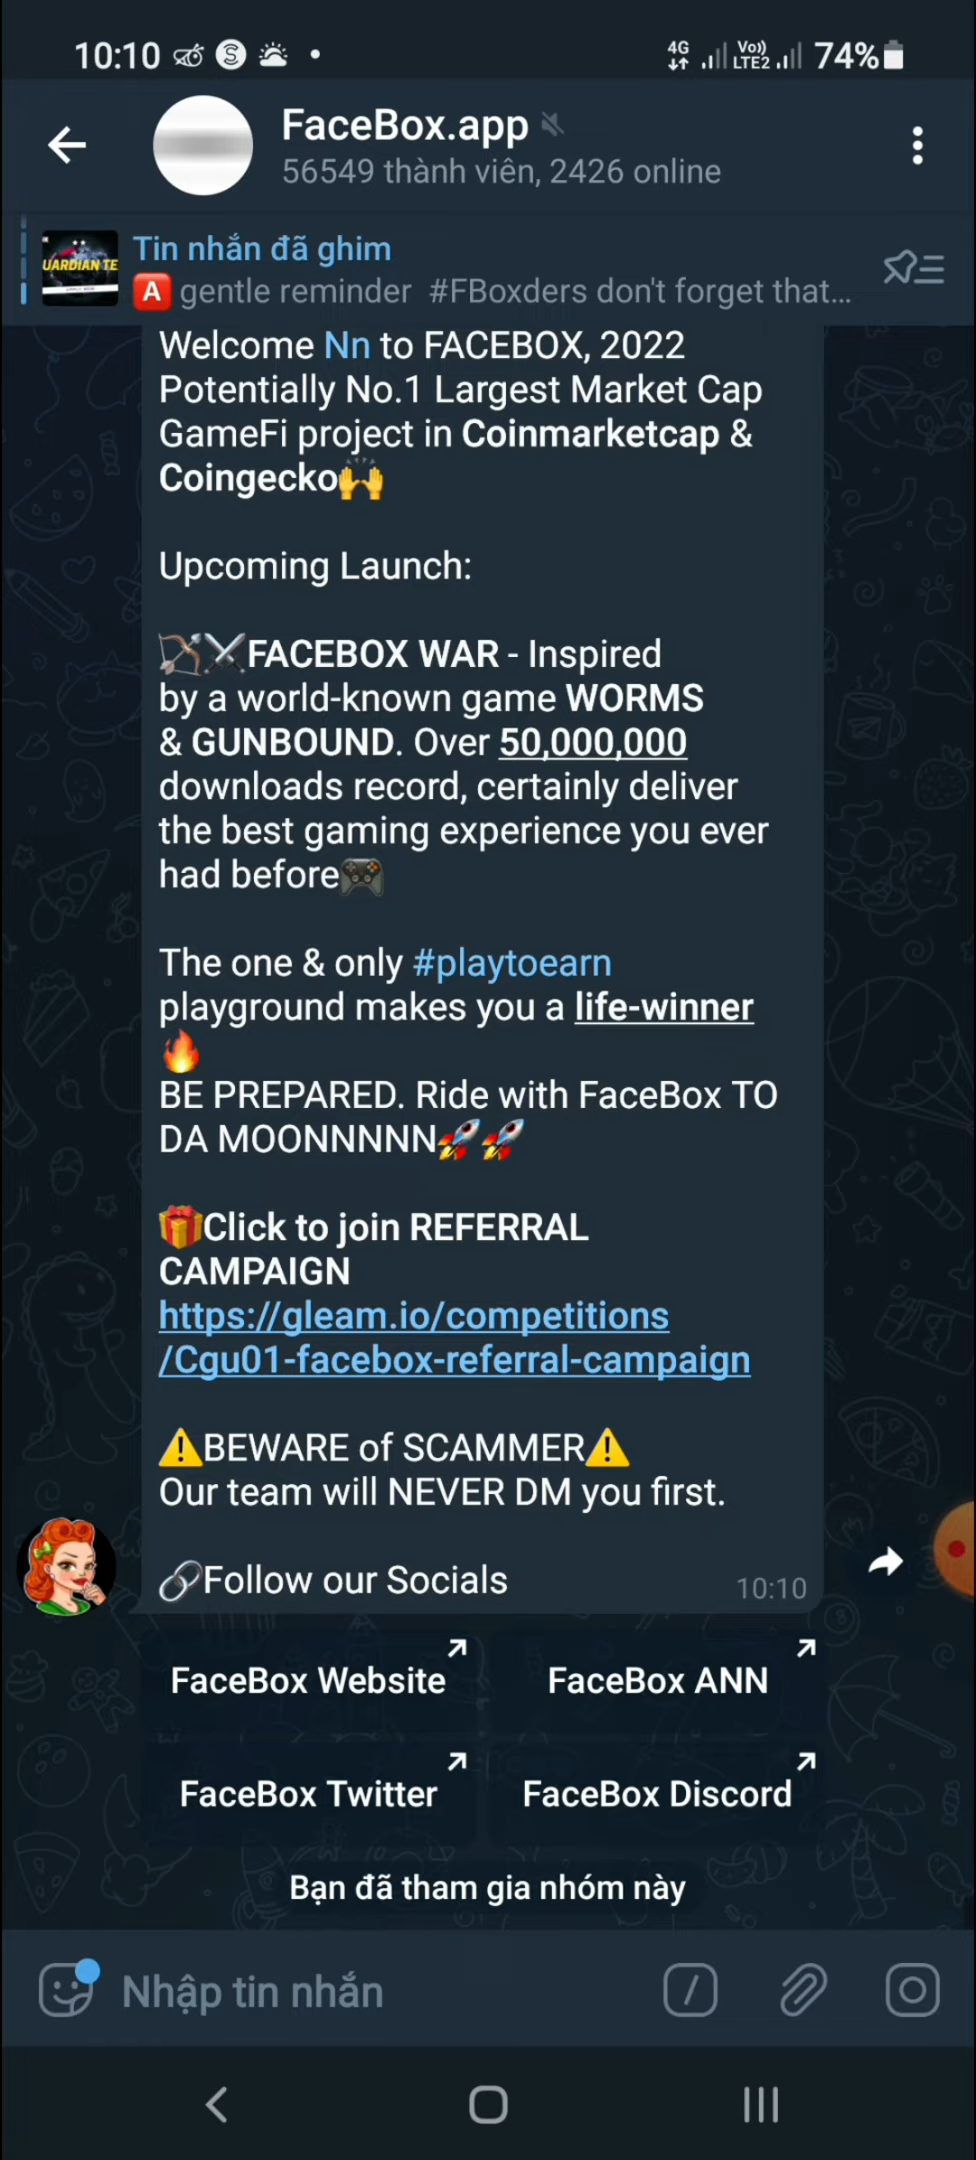 10:10
4G Vo)) LTE2 74%
FaceBox.app
56549 thành viên, 2426 online
UARDIAN TE
Tin nhắn đã ghim
A gentle reminder #FBoxders don't forget that...
Welcome Nn to FACEBOX, 2022
Potentially No.1 Largest Market Cap
GameFi project in Coinmarketcap &
Coingecko🙌
Upcoming Launch:
🏹⚔️FACEBOX WAR - Inspired
by a world-known game WORMS
& GUNBOUND. Over 50,000,000
downloads record, certainly deliver
the best gaming experience you ever
had before🎮
The one & only #playtoearn
playground makes you a life-winner
🔥
BE PREPARED. Ride with FaceBox TO
DA MOONNNNN🚀🚀
🎁Click to join REFERRAL
CAMPAIGN
https://gleam.io/competitions
/Cgu01-facebox-referral-campaign
⚠️BEWARE of SCAMMER⚠️
Our team will NEVER DM you first.
🔗Follow our Socials
10:10
FaceBox Website
FaceBox ANN
FaceBox Twitter
FaceBox Discord
Bạn đã tham gia nhóm này
Nhập tin nhắn